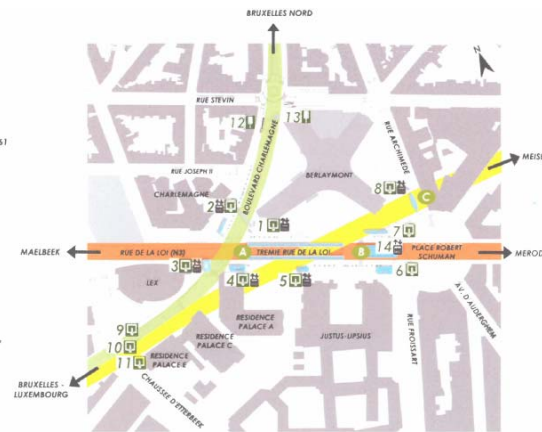 BRUXELLES NORD
N
RUE STEVIN
12
13
BOULEVARD CHARLEMAGNE
RUE ARCHIMEDE
RUE JOSEPH II
MEISE
CHARLEMAGNE
BERLAYMONT
8
C
2
1
7
MAELBEEK
RUE DE LA LOI (N3)
A
TREMIE RUE DE LA LOI
B
14
PLACE ROBERT
SCHUMAN
MEROD
3
4
5
6
LEX
RESIDENCE
PALACE A
AV. D AUDERGHEM
RESIDENCE
PALACE C
JUSTUS-LIPSIUS
RUE FROISSART
9
10
11
RESIDENCE
PALACE E
CHAUSSEE D'ETTERBEEK
BRUXELLES -
LUXEMBOURG